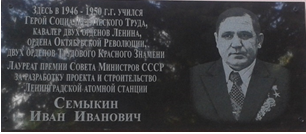 Здесь в 1946 - 1950 г.г. учился
Герой Социалистического Труда,
кавалер двух орденов Ленина,
ордена Октябрьской Революции,
двух орденов Трудового Красного Знамени
Лауреат премии Совета Министров СССР
за разработку проекта и строительство
Ленинградской атомной станции
Семыкин
Иван Иванович